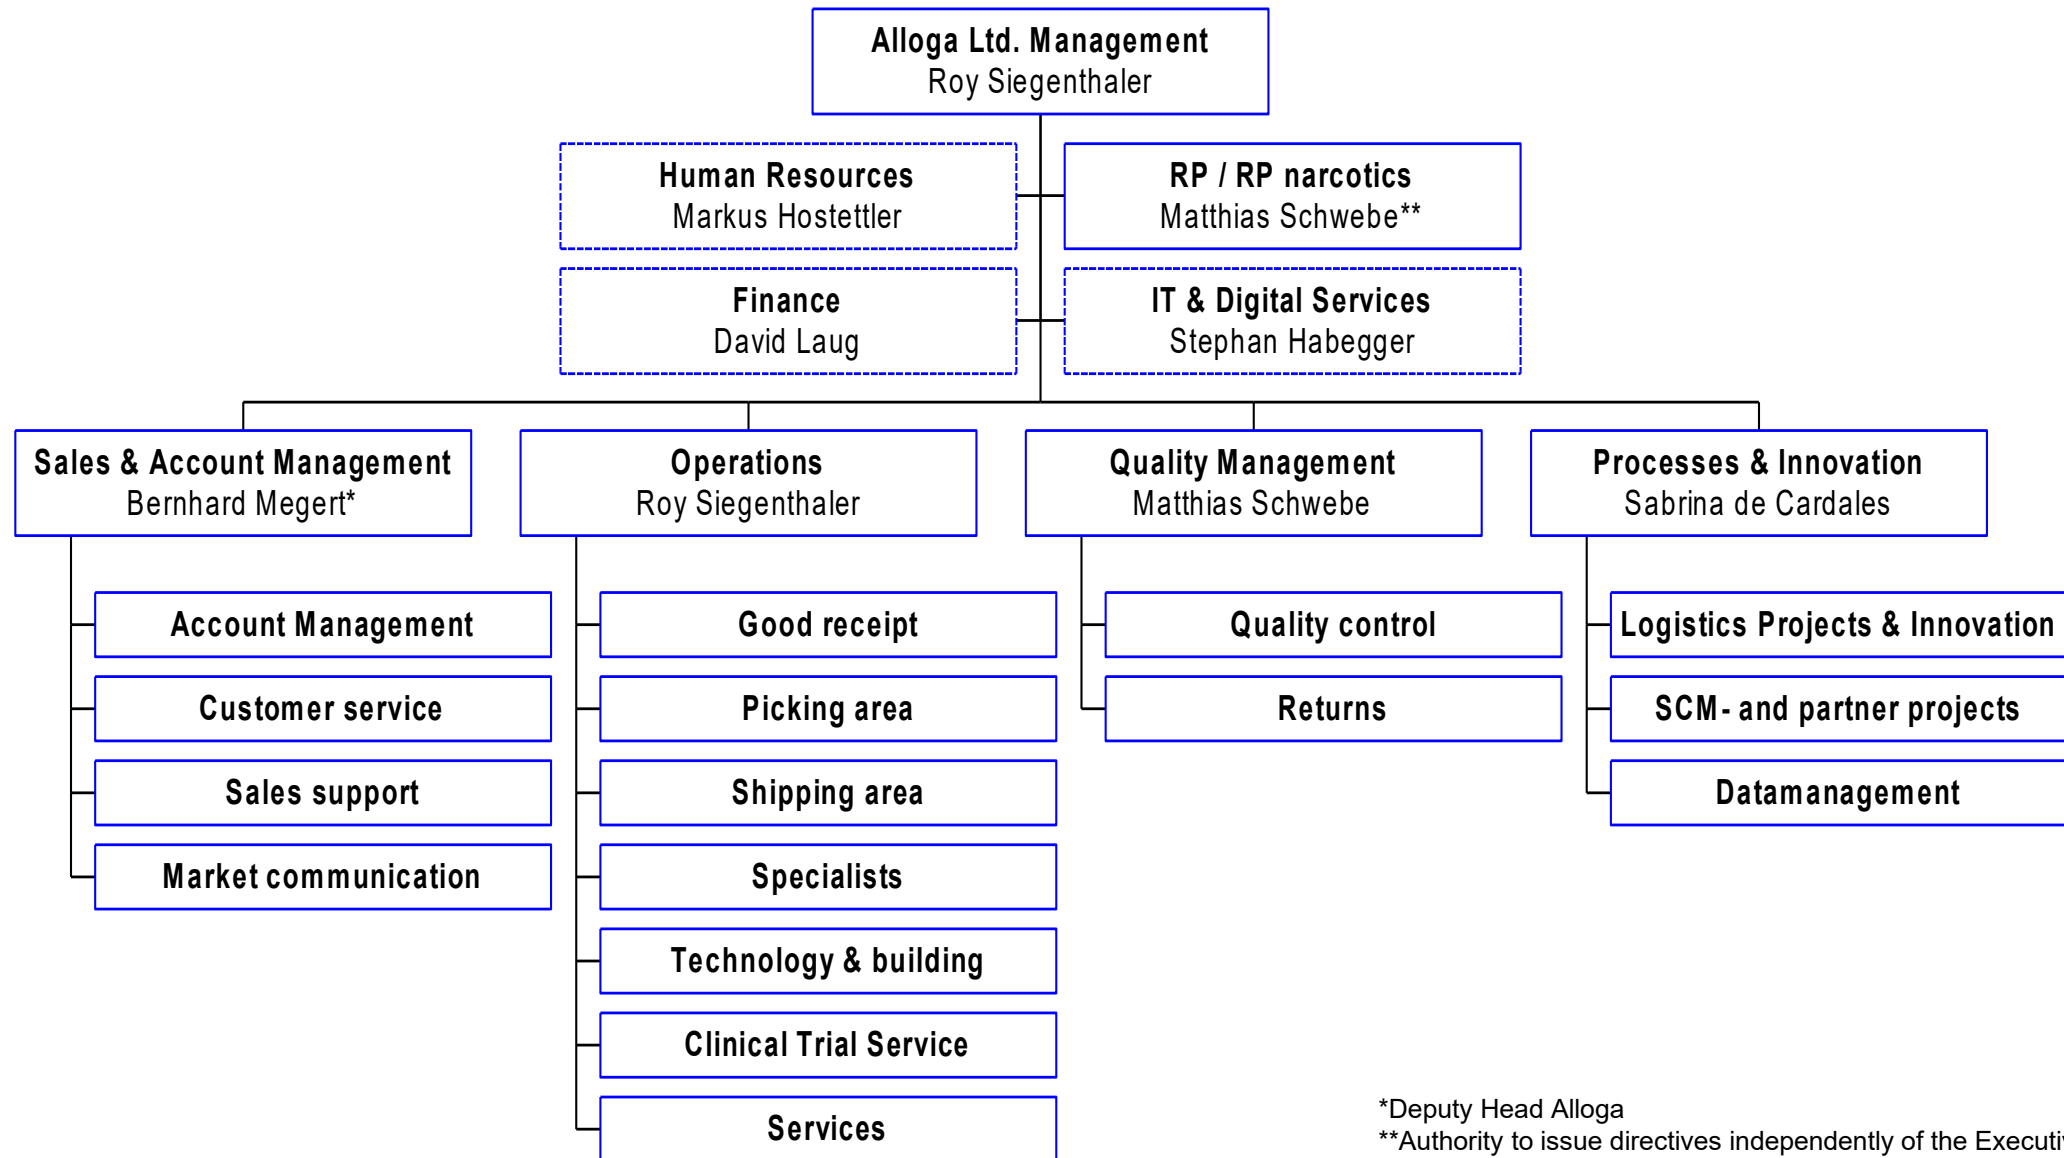 Alloga Ltd. Management
Roy Siegenthaler
Human Resources
Markus Hostettler
RP / RP narcotics
Matthias Schwebe**
Finance
David Laug
IT & Digital Services
Stephan Habegger
Sales & Account Management
Bernhard Megert*
Operations
Roy Siegenthaler
Quality Management
Matthias Schwebe
Processes & Innovation
Sabrina de Cardales
Account Management
Customer service
Sales support
Market communication
Good receipt
Picking area
Shipping area
Specialists
Technology & building
Clinical Trial Service
Services
Quality control
Returns
Logistics Projects & Innovation
SCM- and partner projects
Datamanagement
*Deputy Head Alloga
**Authority to issue directives independently of the